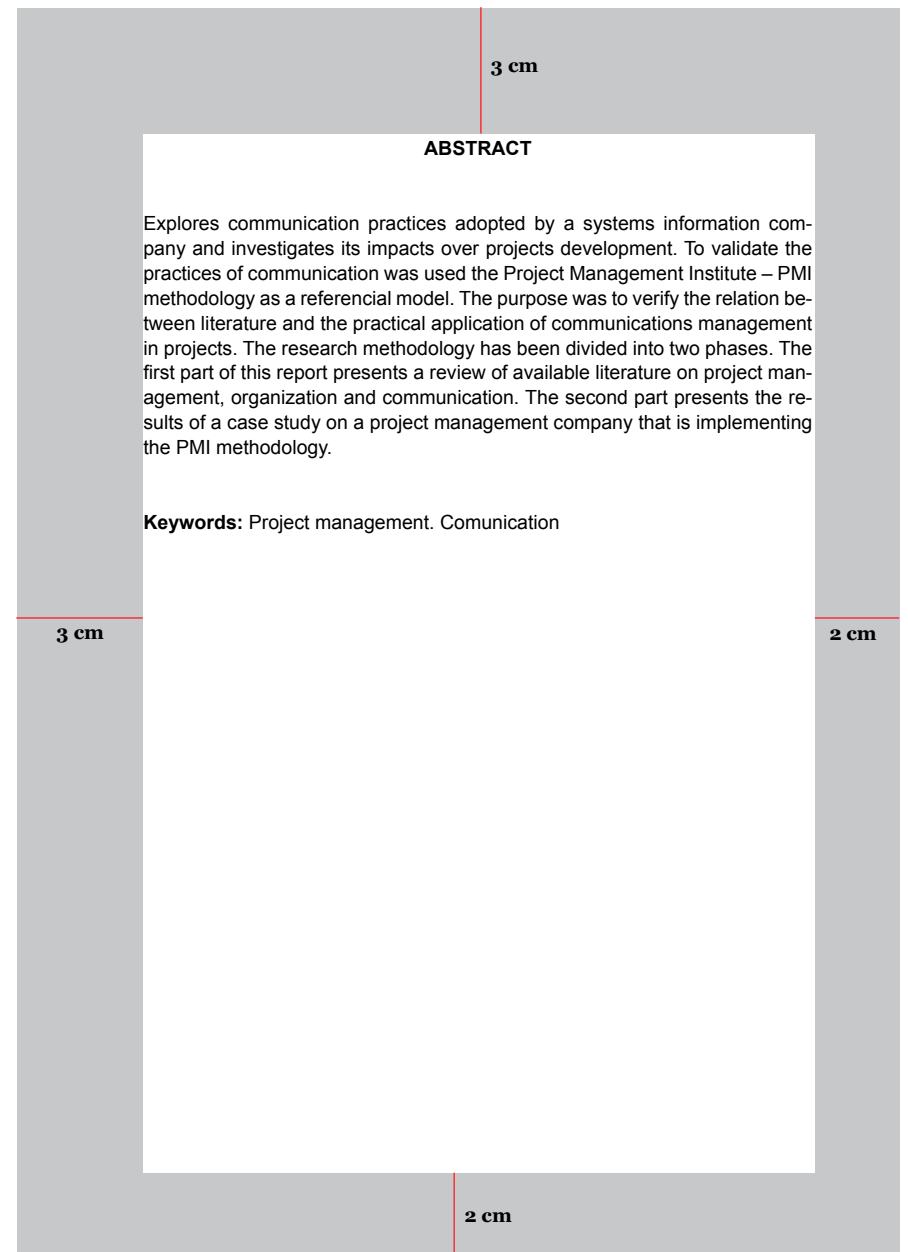 3 cm
ABSTRACT
Explores communication practices adopted by a systems information com-
pany and investigates its impacts over projects development. To validate the
practices of communication was used the Project Management Institute – PMI
methodology as a referencial model. The purpose was to verify the relation be-
tween literature and the practical application of communications management
in projects. The research methodology has been divided into two phases. The
first part of this report presents a review of available literature on project man-
agement, organization and communication. The second part presents the re-
sults of a case study on a project management company that is implementing
the PMI methodology.
Keywords: Project management. Comunication
3 cm
2 cm
2 cm